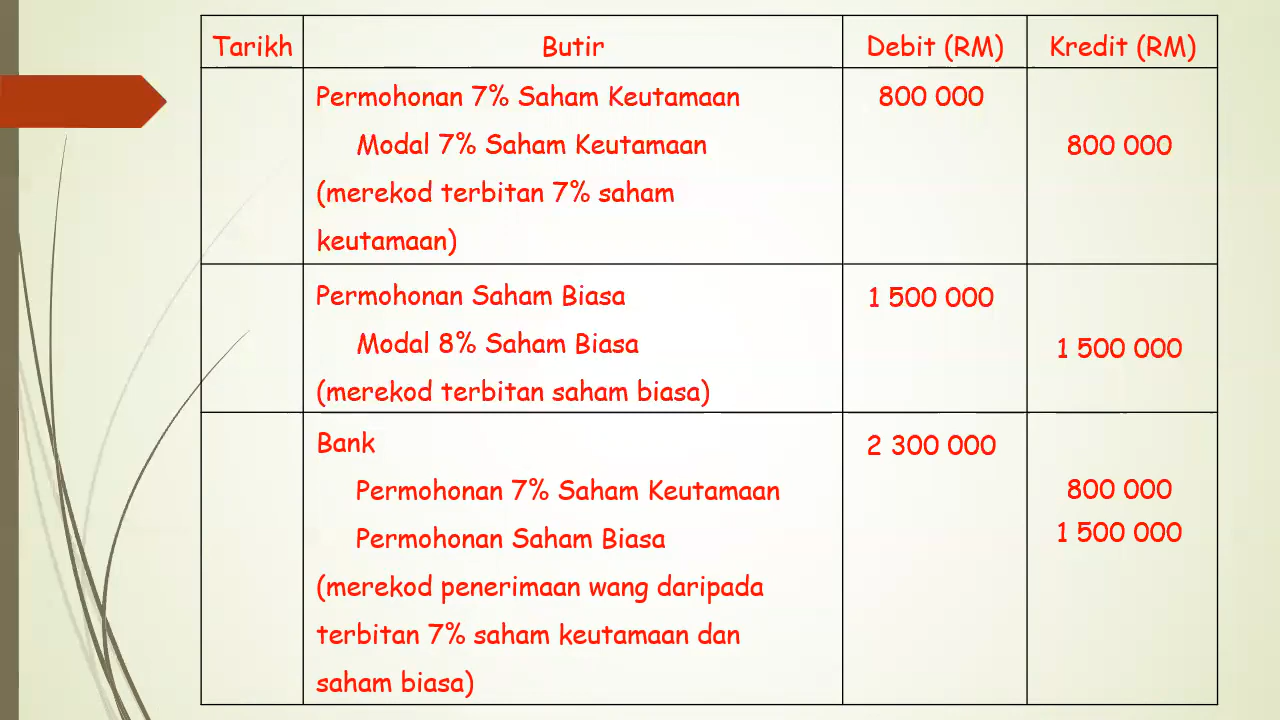 Tarikh Butir Debit (RM) Kredit (RM)
Permohonan 7% Saham Keutamaan 800 000
Modal 7% Saham Keutamaan 800 000
(merekod terbitan 7% saham
keutamaan)
Permohonan Saham Biasa 1 500 000
Modal 8% Saham Biasa 1 500 000
(merekod terbitan saham biasa)
Bank 2 300 000
Permohonan 7% Saham Keutamaan 800 000
Permohonan Saham Biasa 1 500 000
(merekod penerimaan wang daripada
terbitan 7% saham keutamaan dan
saham biasa)